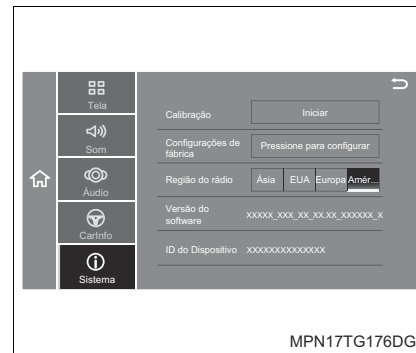 Tela
Som
Áudio
CarInfo
Sistema
Calibração
Iniciar
Configurações de
fábrica
Pressione para configurar
Região do rádio
Ásia
EUA
Europa
Amér...
Versão do
software
XXXXX_XXX_XX_XX.XX_XXXXXX_X
ID do Dispositivo
XXXXXXXXXXXXXX
MPN17TG176DG